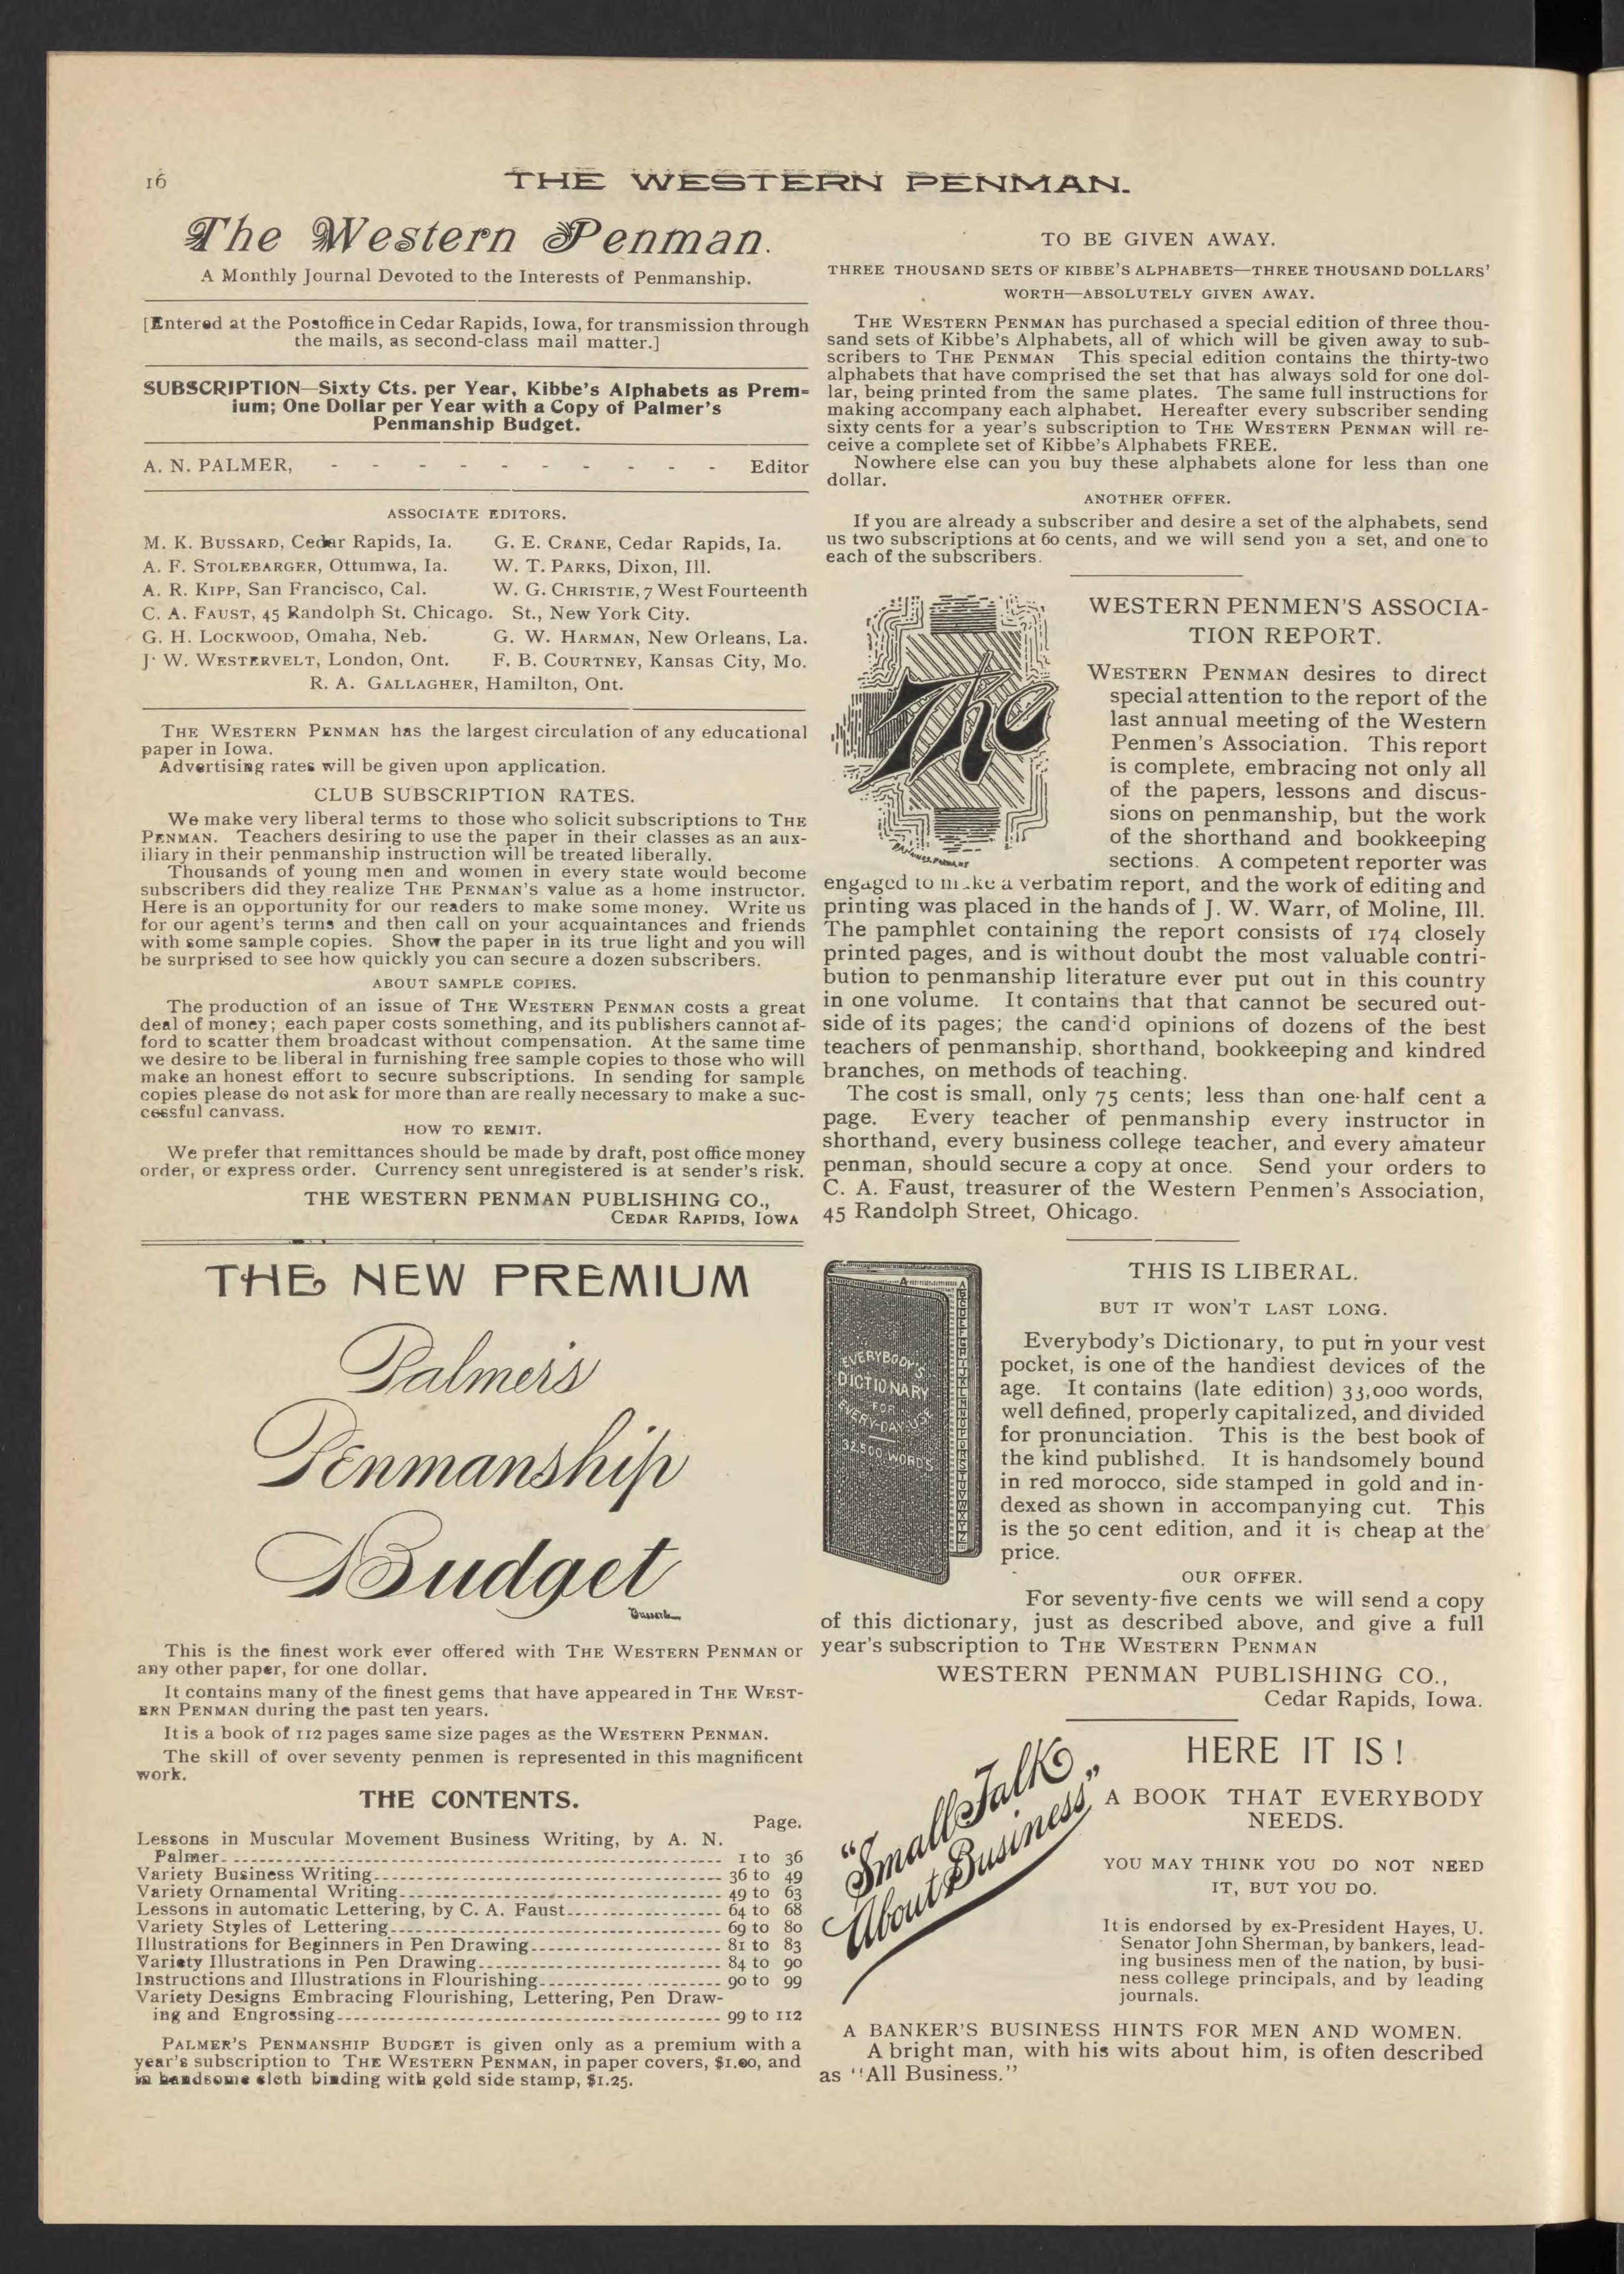 16
THE WESTERN PENMAN.
The Western Penman.
A Monthly Journal Devoted to the Interests of Penmanship.
[Entered at the Postoffice in Cedar Rapids, Iowa, for transmission through
the mails, as second-class mail matter.]
SUBSCRIPTION—Sixty Cts. per Year, Kibbe's Alphabets as Prem-
ium; One Dollar per Year with a Copy of Palmer's
Penmanship Budget.
A. N. PALMER, - - - - - - - - - - Editor
ASSOCIATE EDITORS.
M. K. BUSSARD, Cedar Rapids, Ia. G. E. CRANE, Cedar Rapids, Ia.
A. F. STOLEBARGER, Ottumwa, Ia. W. T. PARKS, Dixon, Ill.
A. R. KIPP, San Francisco, Cal. W. G. CHRISTIE, 7 West Fourteenth
C. A. FAUST, 45 Randolph St. Chicago. St., New York City.
G. H. LOCKWOOD, Omaha, Neb. G. W. HARMAN, New Orleans, La.
J. W. WESTERVELT, London, Ont. F. B. COURTNEY, Kansas City, Mo.
R. A. GALLAGHER, Hamilton, Ont.
THE WESTERN PENMAN has the largest circulation of any educational
paper in Iowa.
Advertising rates will be given upon application.
CLUB SUBSCRIPTION RATES.
We make very liberal terms to those who solicit subscriptions to THE
PENMAN. Teachers desiring to use the paper in their classes as an aux-
iliary in their penmanship instruction will be treated liberally.
Thousands of young men and women in every state would become
subscribers did they realize THE PENMAN'S value as a home instructor.
Here is an opportunity for our readers to make some money. Write us
for our agent's terms and then call on your acquaintances and friends
with some sample copies. Show the paper in its true light and you will
be surprised to see how quickly you can secure a dozen subscribers.
ABOUT SAMPLE COPIES.
The production of an issue of THE WESTERN PENMAN costs a great
deal of money; each paper costs something, and its publishers cannot af-
ford to scatter them broadcast without compensation. At the same time
we desire to be liberal in furnishing free sample copies to those who will
make an honest effort to secure subscriptions. In sending for sample
copies please do not ask for more than are really necessary to make a suc-
cessful canvass.
HOW TO REMIT.
We prefer that remittances should be made by draft, post office money
order, or express order. Currency sent unregistered is at sender's risk.
THE WESTERN PENMAN PUBLISHING CO.,
CEDAR RAPIDS, IOWA
THE NEW PREMIUM
Palmer's
Penmanship
Budget
Bussard
This is the finest work ever offered with THE WESTERN PENMAN or
any other paper, for one dollar.
It contains many of the finest gems that have appeared in THE WEST-
ERN PENMAN during the past ten years.
It is a book of 112 pages same size pages as the WESTERN PENMAN.
The skill of over seventy penmen is represented in this magnificent
work.
THE CONTENTS.
Page.
Lessons in Muscular Movement Business Writing, by A. N.
Palmer 1 to 36
Variety Business Writing 36 to 49
Variety Ornamental Writing 49 to 63
Lessons in automatic Lettering, by C. A. Faust 64 to 68
Variety Styles of Lettering 69 to 80
Illustrations for Beginners in Pen Drawing 81 to 83
Variety Illustrations in Pen Drawing 84 to 90
Instructions and Illustrations in Flourishing 90 to 99
Variety Designs Embracing Flourishing, Lettering, Pen Draw-
ing and Engrossing 99 to 112
PALMER'S PENMANSHIP BUDGET is given only as a premium with a
year's subscription to THE WESTERN PENMAN, in paper covers, $1.00, and
in handsome cloth binding with gold side stamp, $1.25.
TO BE GIVEN AWAY.
THREE THOUSAND SETS OF KIBBE'S ALPHABETS—THREE THOUSAND DOLLARS'
WORTH—ABSOLUTELY GIVEN AWAY.
THE WESTERN PENMAN has purchased a special edition of three thou-
sand sets of Kibbe's Alphabets, all of which will be given away to sub-
scribers to THE PENMAN This special edition contains the thirty-two
alphabets that have comprised the set that has always sold for one dol-
lar, being printed from the same plates. The same full instructions for
making accompany each alphabet. Hereafter every subscriber sending
sixty cents for a year's subscription to THE WESTERN PENMAN will re-
ceive a complete set of Kibbe's Alphabets FREE.
Nowhere else can you buy these alphabets alone for less than one
dollar.
ANOTHER OFFER.
If you are already a subscriber and desire a set of the alphabets, send
us two subscriptions at 60 cents, and we will send you a set, and one to
each of the subscribers.
WESTERN PENMEN'S ASSOCIA-
TION REPORT.
The
WESTERN PENMAN desires to direct
special attention to the report of the
last annual meeting of the Western
Penmen's Association. This report
is complete, embracing not only all
of the papers, lessons and discus-
sions on penmanship, but the work
of the shorthand and bookkeeping
sections. A competent reporter was
engaged to make a verbatim report, and the work of editing and
printing was placed in the hands of J. W. Warr, of Moline, Ill.
The pamphlet containing the report consists of 174 closely
printed pages, and is without doubt the most valuable contri-
bution to penmanship literature ever put out in this country
in one volume. It contains that that cannot be secured out-
side of its pages; the candid opinions of dozens of the best
teachers of penmanship, shorthand, bookkeeping and kindred
branches, on methods of teaching.
The cost is small, only 75 cents; less than one-half cent a
page. Every teacher of penmanship every instructor in
shorthand, every business college teacher, and every amateur
penman, should secure a copy at once. Send your orders to
C. A. Faust, treasurer of the Western Penmen's Association,
45 Randolph Street, Ohicago.
EVERYBODY'S
DICTIONARY
FOR
EVERY-DAY-USE
32,500 WORDS
THIS IS LIBERAL.
BUT IT WON'T LAST LONG.
Everybody's Dictionary, to put in your vest
pocket, is one of the handiest devices of the
age. It contains (late edition) 33,000 words,
well defined, properly capitalized, and divided
for pronunciation. This is the best book of
the kind published. It is handsomely bound
in red morocco, side stamped in gold and in-
dexed as shown in accompanying cut. This
is the 50 cent edition, and it is cheap at the
price.
OUR OFFER.
For seventy-five cents we will send a copy
of this dictionary, just as described above, and give a full
year's subscription to THE WESTERN PENMAN
WESTERN PENMAN PUBLISHING CO.,
Cedar Rapids, Iowa.
"Small Talk
About Business"
HERE IT IS!
A BOOK THAT EVERYBODY
NEEDS.
YOU MAY THINK YOU DO NOT NEED
IT, BUT YOU DO.
It is endorsed by ex-President Hayes, U.
Senator John Sherman, by bankers, lead-
ing business men of the nation, by busi-
ness college principals, and by leading
journals.
A BANKER'S BUSINESS HINTS FOR MEN AND WOMEN.
A bright man, with his wits about him, is often described
as "All Business."